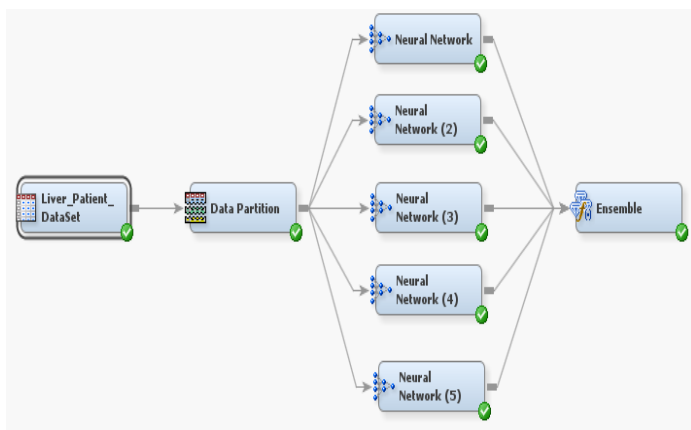 Liver_Patient_
DataSet
Data Partition
Neural Network
Neural
Network (2)
Neural
Network (3)
Neural
Network (4)
Neural
Network (5)
Ensemble